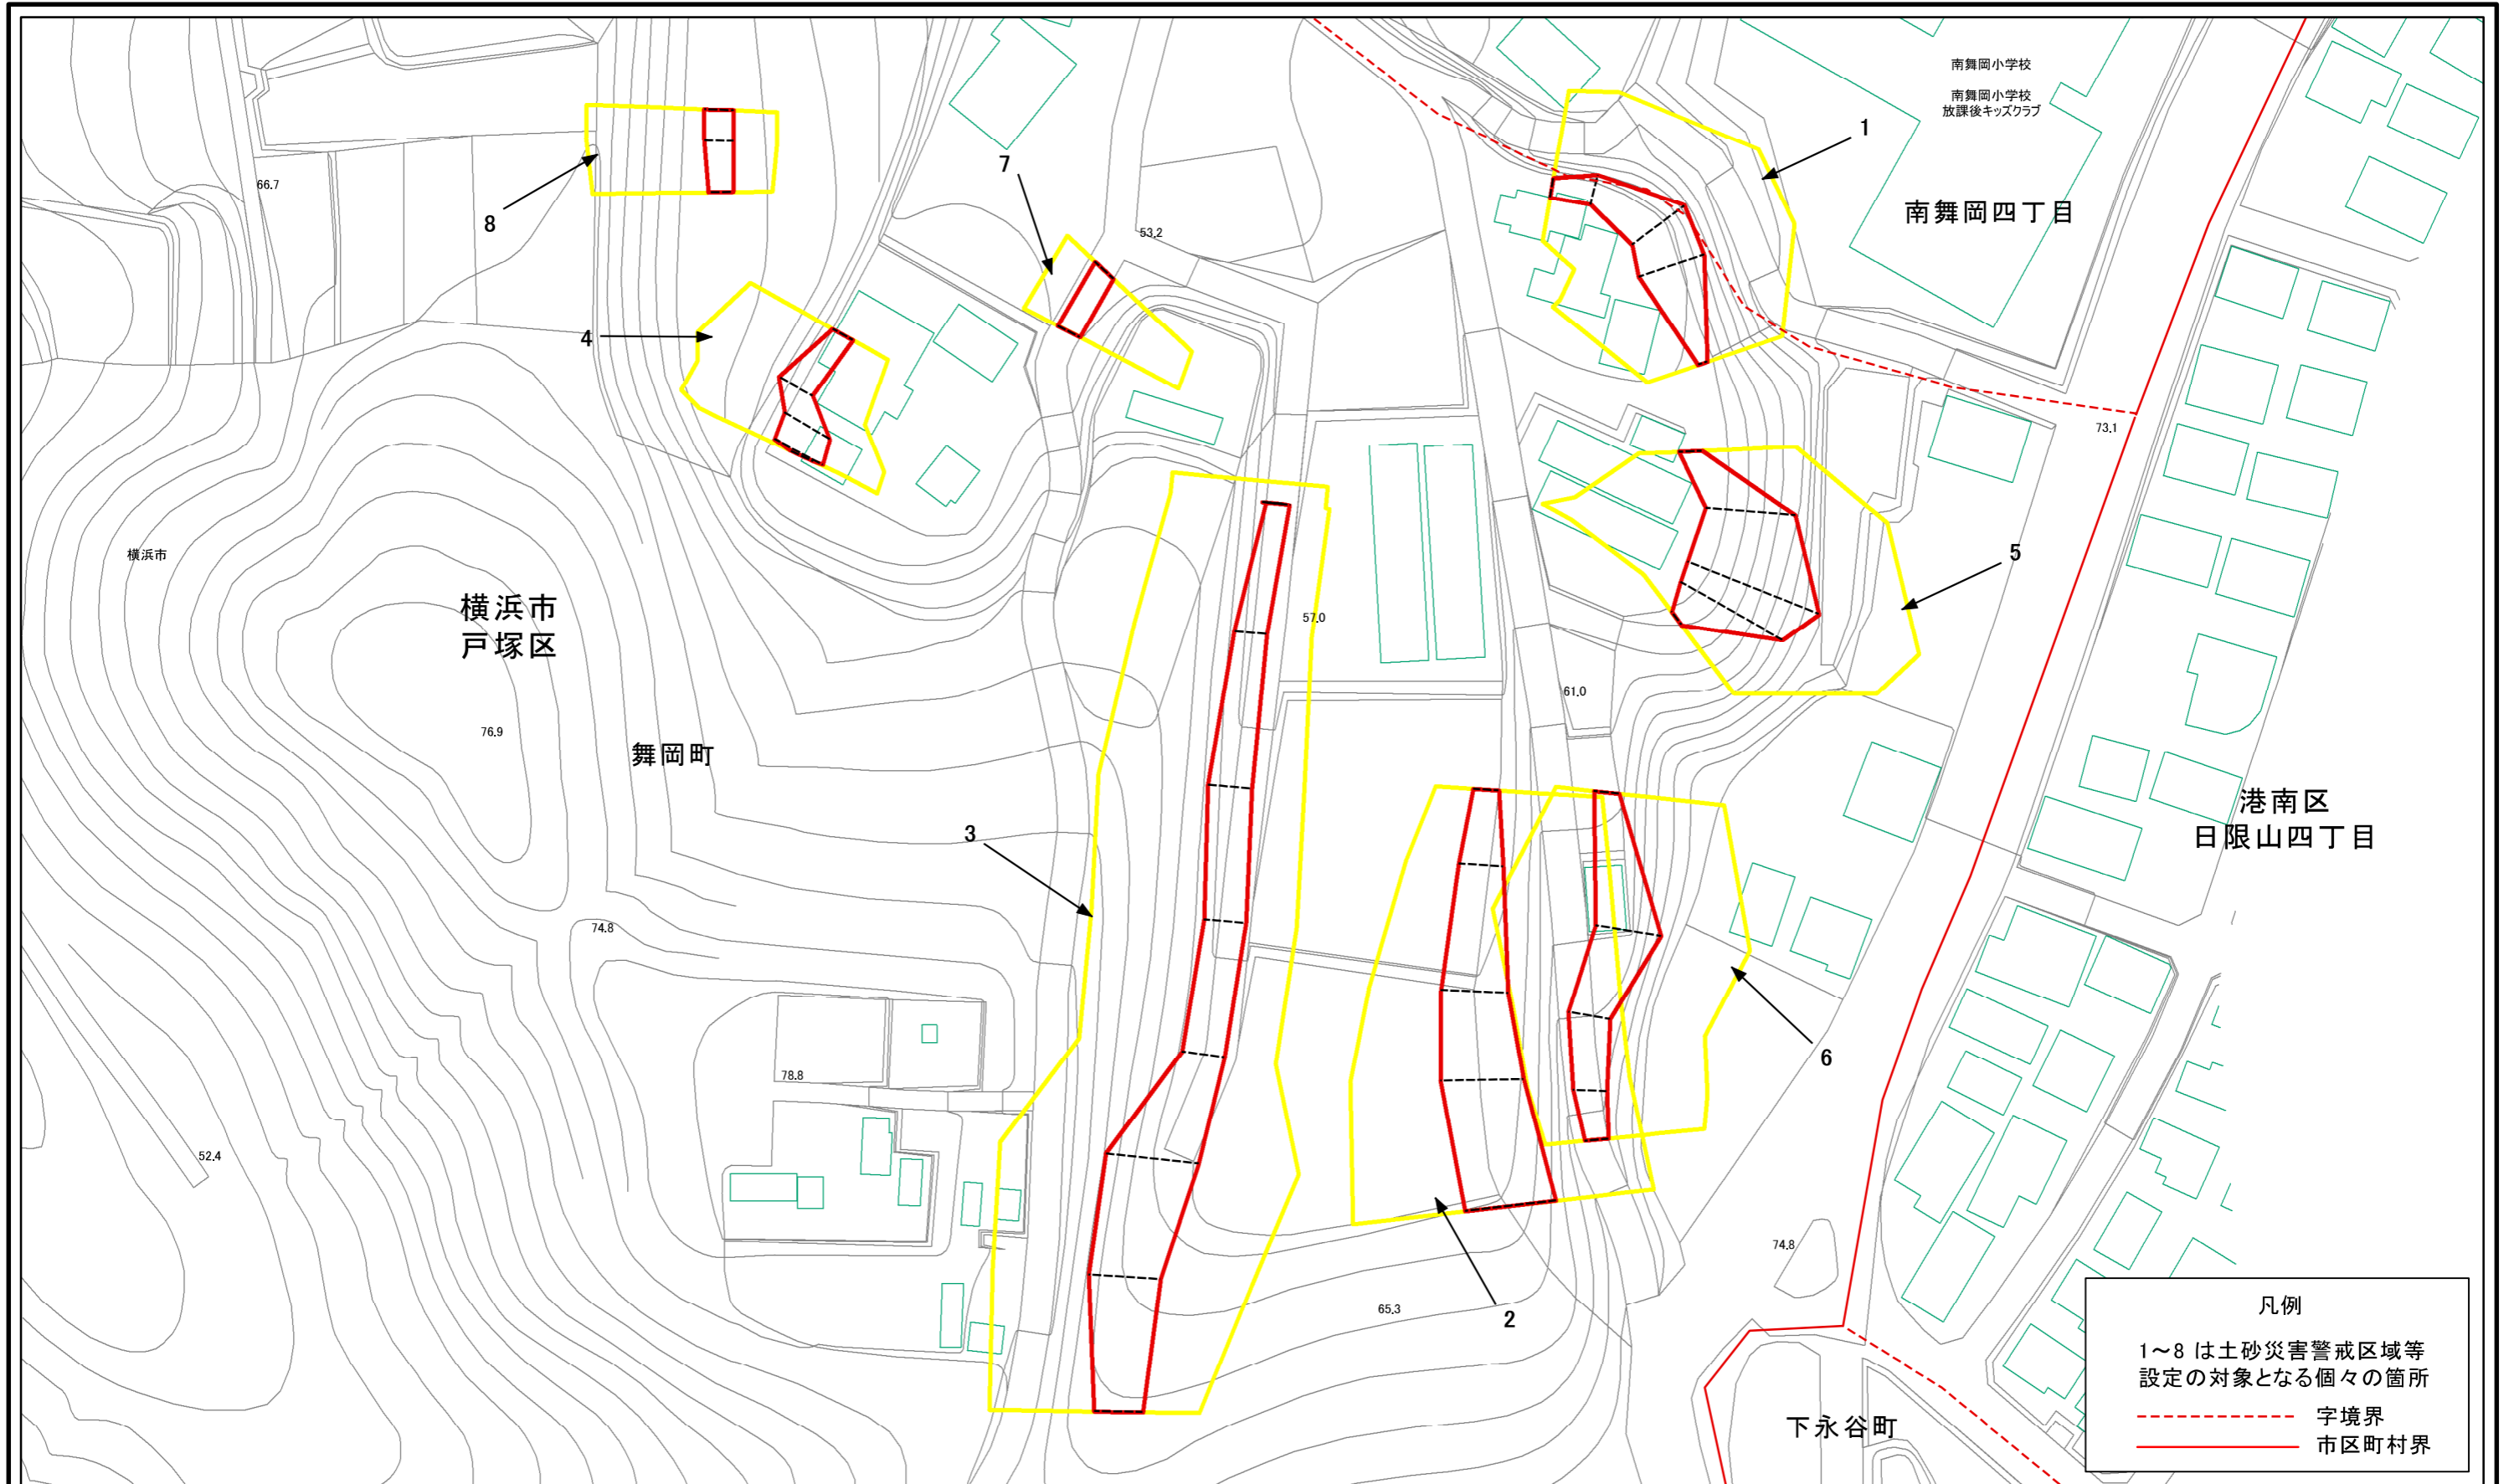 南舞岡小学校
南舞岡小学校
放課後キッズクラブ
1
7
66.7
南舞岡四丁目
8
53.2
4
73.1
横浜市
5
横浜市
戸塚区
57.0
61.0
76.9
舞岡町
港南区
日限山四丁目
3
74.8
6
78.8
52.4
74.8
65.3
2
下永谷町
凡例
1～8 は土砂災害警戒区域等
設定の対象となる個々の箇所
字境界
市区町村界